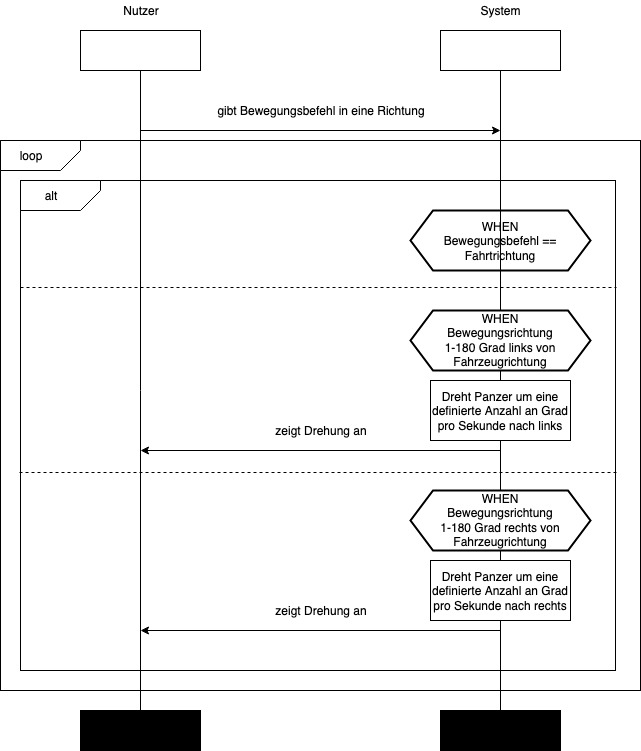 Nutzer
System
gibt Bewegungsbefehl in eine Richtung
loop
alt
WHEN
Bewegungsbefehl ==
Fahrtrichtung
WHEN
Bewegungsrichtung
1-180 Grad links von
Fahrzeugrichtung
Dreht Panzer um eine
definierte Anzahl an Grad
pro Sekunde nach links
zeigt Drehung an
WHEN
Bewegungsrichtung
1-180 Grad rechts von
Fahrzeugrichtung
Dreht Panzer um eine
definierte Anzahl an Grad
pro Sekunde nach rechts
zeigt Drehung an